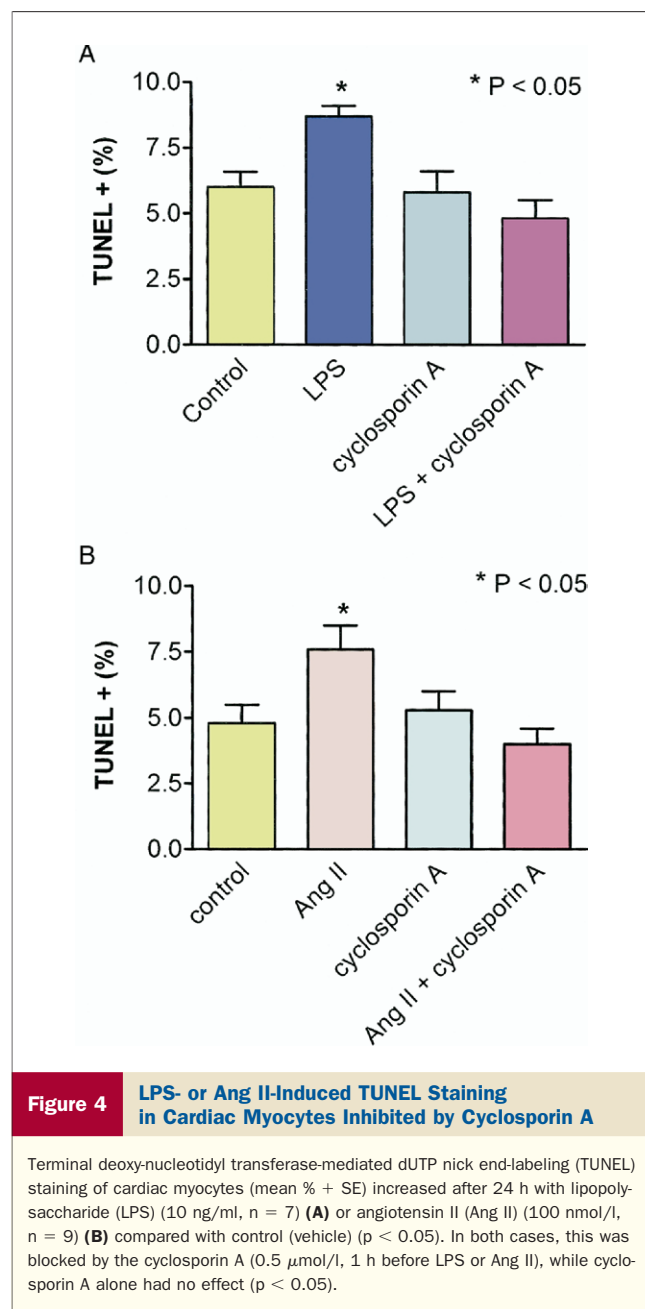 A
10.0
7.5
5.0
2.5
0.0
TUNEL + (%)
*
* P < 0.05
Control
LPS
cyclosporin A
LPS + cyclosporin A
B
10.0
7.5
5.0
2.5
0.0
TUNEL + (%)
*
* P < 0.05
control
Ang II
cyclosporin A
Ang II + cyclosporin A
Figure 4
LPS- or Ang II-Induced TUNEL Staining
in Cardiac Myocytes Inhibited by Cyclosporin A
Terminal deoxy-nucleotidyl transferase-mediated dUTP nick end-labeling (TUNEL)
staining of cardiac myocytes (mean % + SE) increased after 24 h with lipopoly-
saccharide (LPS) (10 ng/ml, n = 7) (A) or angiotensin II (Ang II) (100 nmol/l,
n = 9) (B) compared with control (vehicle) (p < 0.05). In both cases, this was
blocked by the cyclosporin A (0.5 μmol/l, 1 h before LPS or Ang II), while cyclo-
sporin A alone had no effect (p < 0.05).